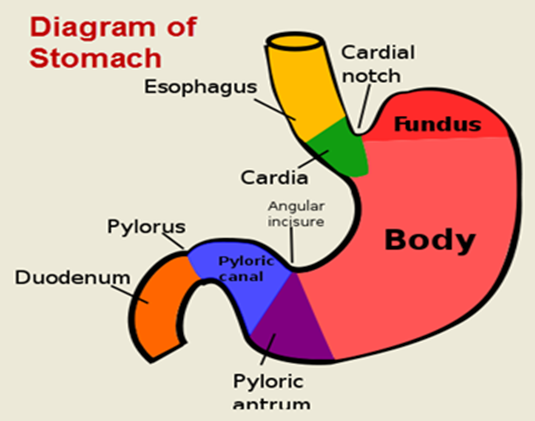 Diagram of
Stomach
Cardial
notch
Esophagus
Fundus
Cardia
Angular
incisure
Pylorus
Body
Pyloric
canal
Duodenum
Pyloric
antrum